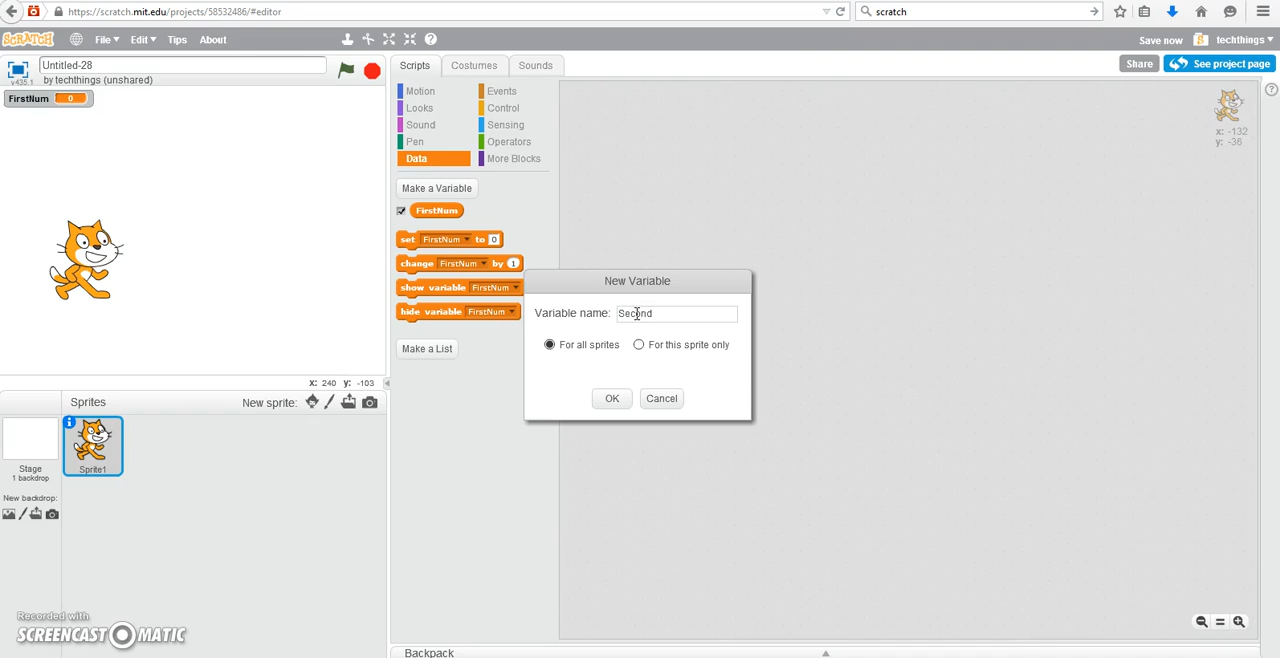 https://scratch.mit.edu/projects/58532486/#editor
scratch
SCRATCH
File
Edit
Tips
About
Save now
techthings
v435.1
Untitled-28
by techthings (unshared)
Scripts
Costumes
Sounds
Share
See project page
FirstNum 0
Motion
Events
Looks
Control
Sound
Sensing
Pen
Operators
Data
More Blocks
x: -132
y: -36
Make a Variable
FirstNum
set FirstNum to 0
change FirstNum by 1
show variable FirstNum
hide variable FirstNum
Make a List
New Variable
Variable name: Second
For all sprites
For this sprite only
OK
Cancel
X: 240 y: -103
Sprites
New sprite:
Stage
1 backdrop
Sprite1
New backdrop:
Recorded with
SCREENCAST MATIC
Backpack